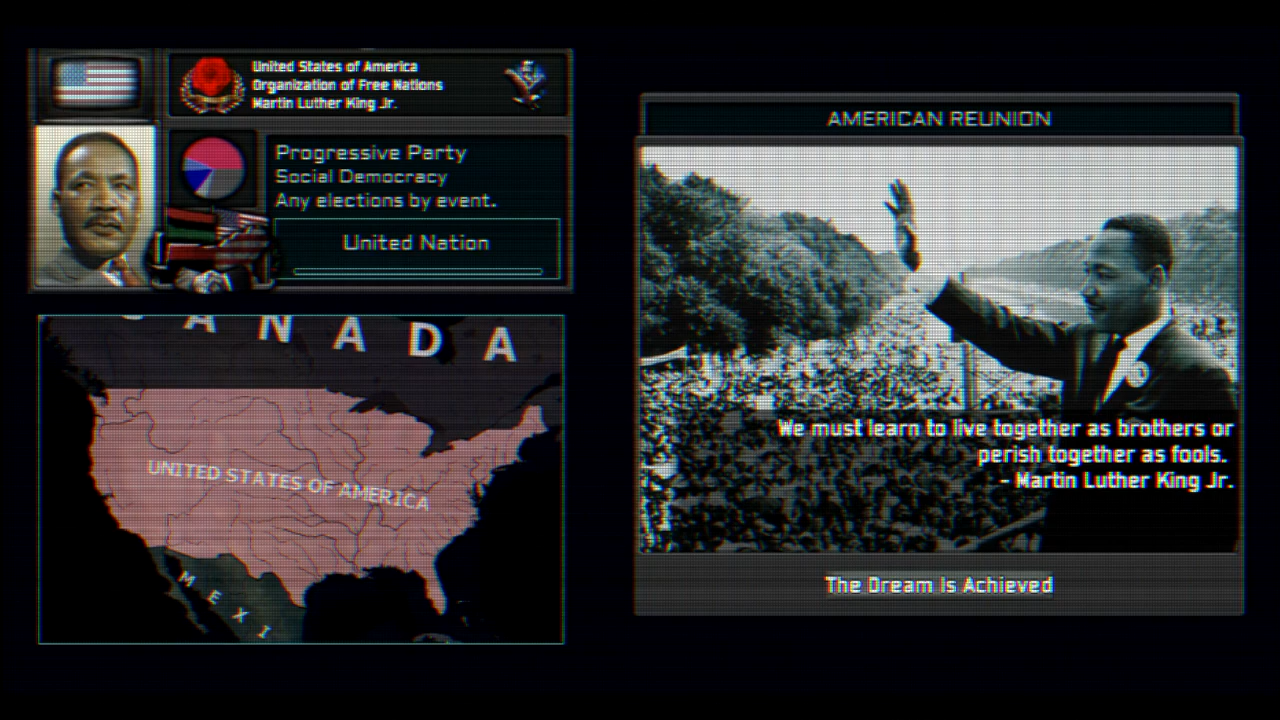 United States of America
Organization of Free Nations
Martin Luther King Jr.
Progressive Party
Social Democracy
Any elections by event.
United Nation
CANADA
UNITED STATES OF AMERICA
MEXI
AMERICAN REUNION
We must learn to live together as brothers or
perish together as fools.
- Martin Luther King Jr.
The Dream Is Achieved